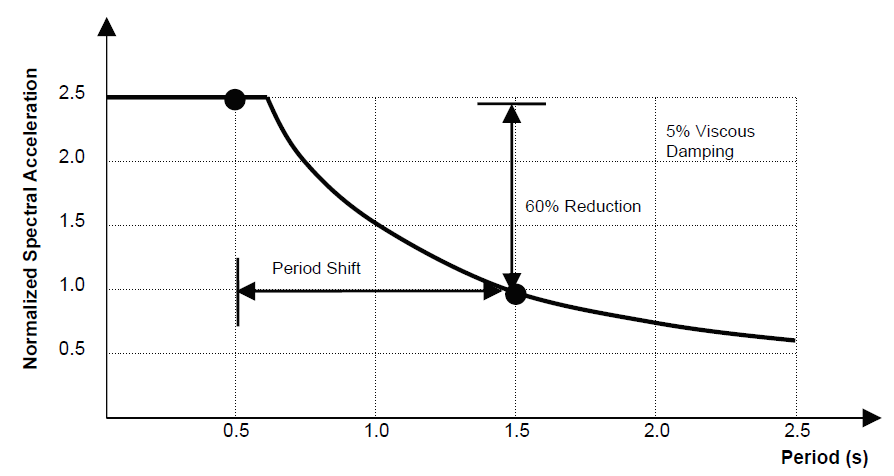 Normalized Spectral Acceleration
2.5
2.0
1.5
1.0
0.5
5% Viscous
Damping
60% Reduction
Period Shift
0.5
1.0
1.5
2.0
2.5
Period (s)